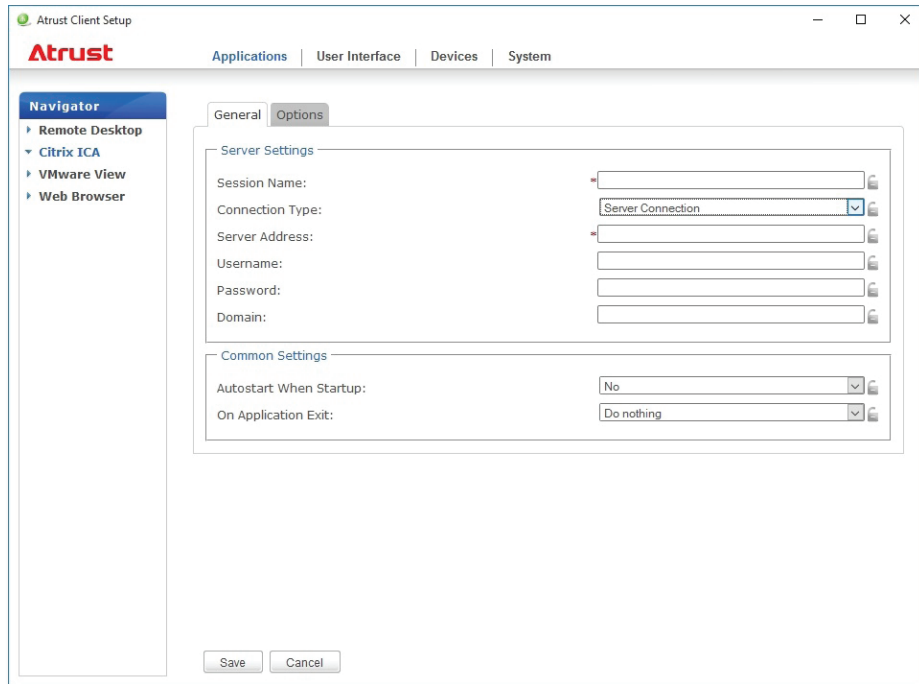 Atrust Client Setup
Atrust
Applications User Interface Devices System
Navigator
Remote Desktop
Citrix ICA
VMware View
Web Browser
General Options
Server Settings
Session Name: *
Connection Type: Server Connection
Server Address: *
Username:
Password:
Domain:
Common Settings
Autostart When Startup: No
On Application Exit: Do nothing
Save Cancel